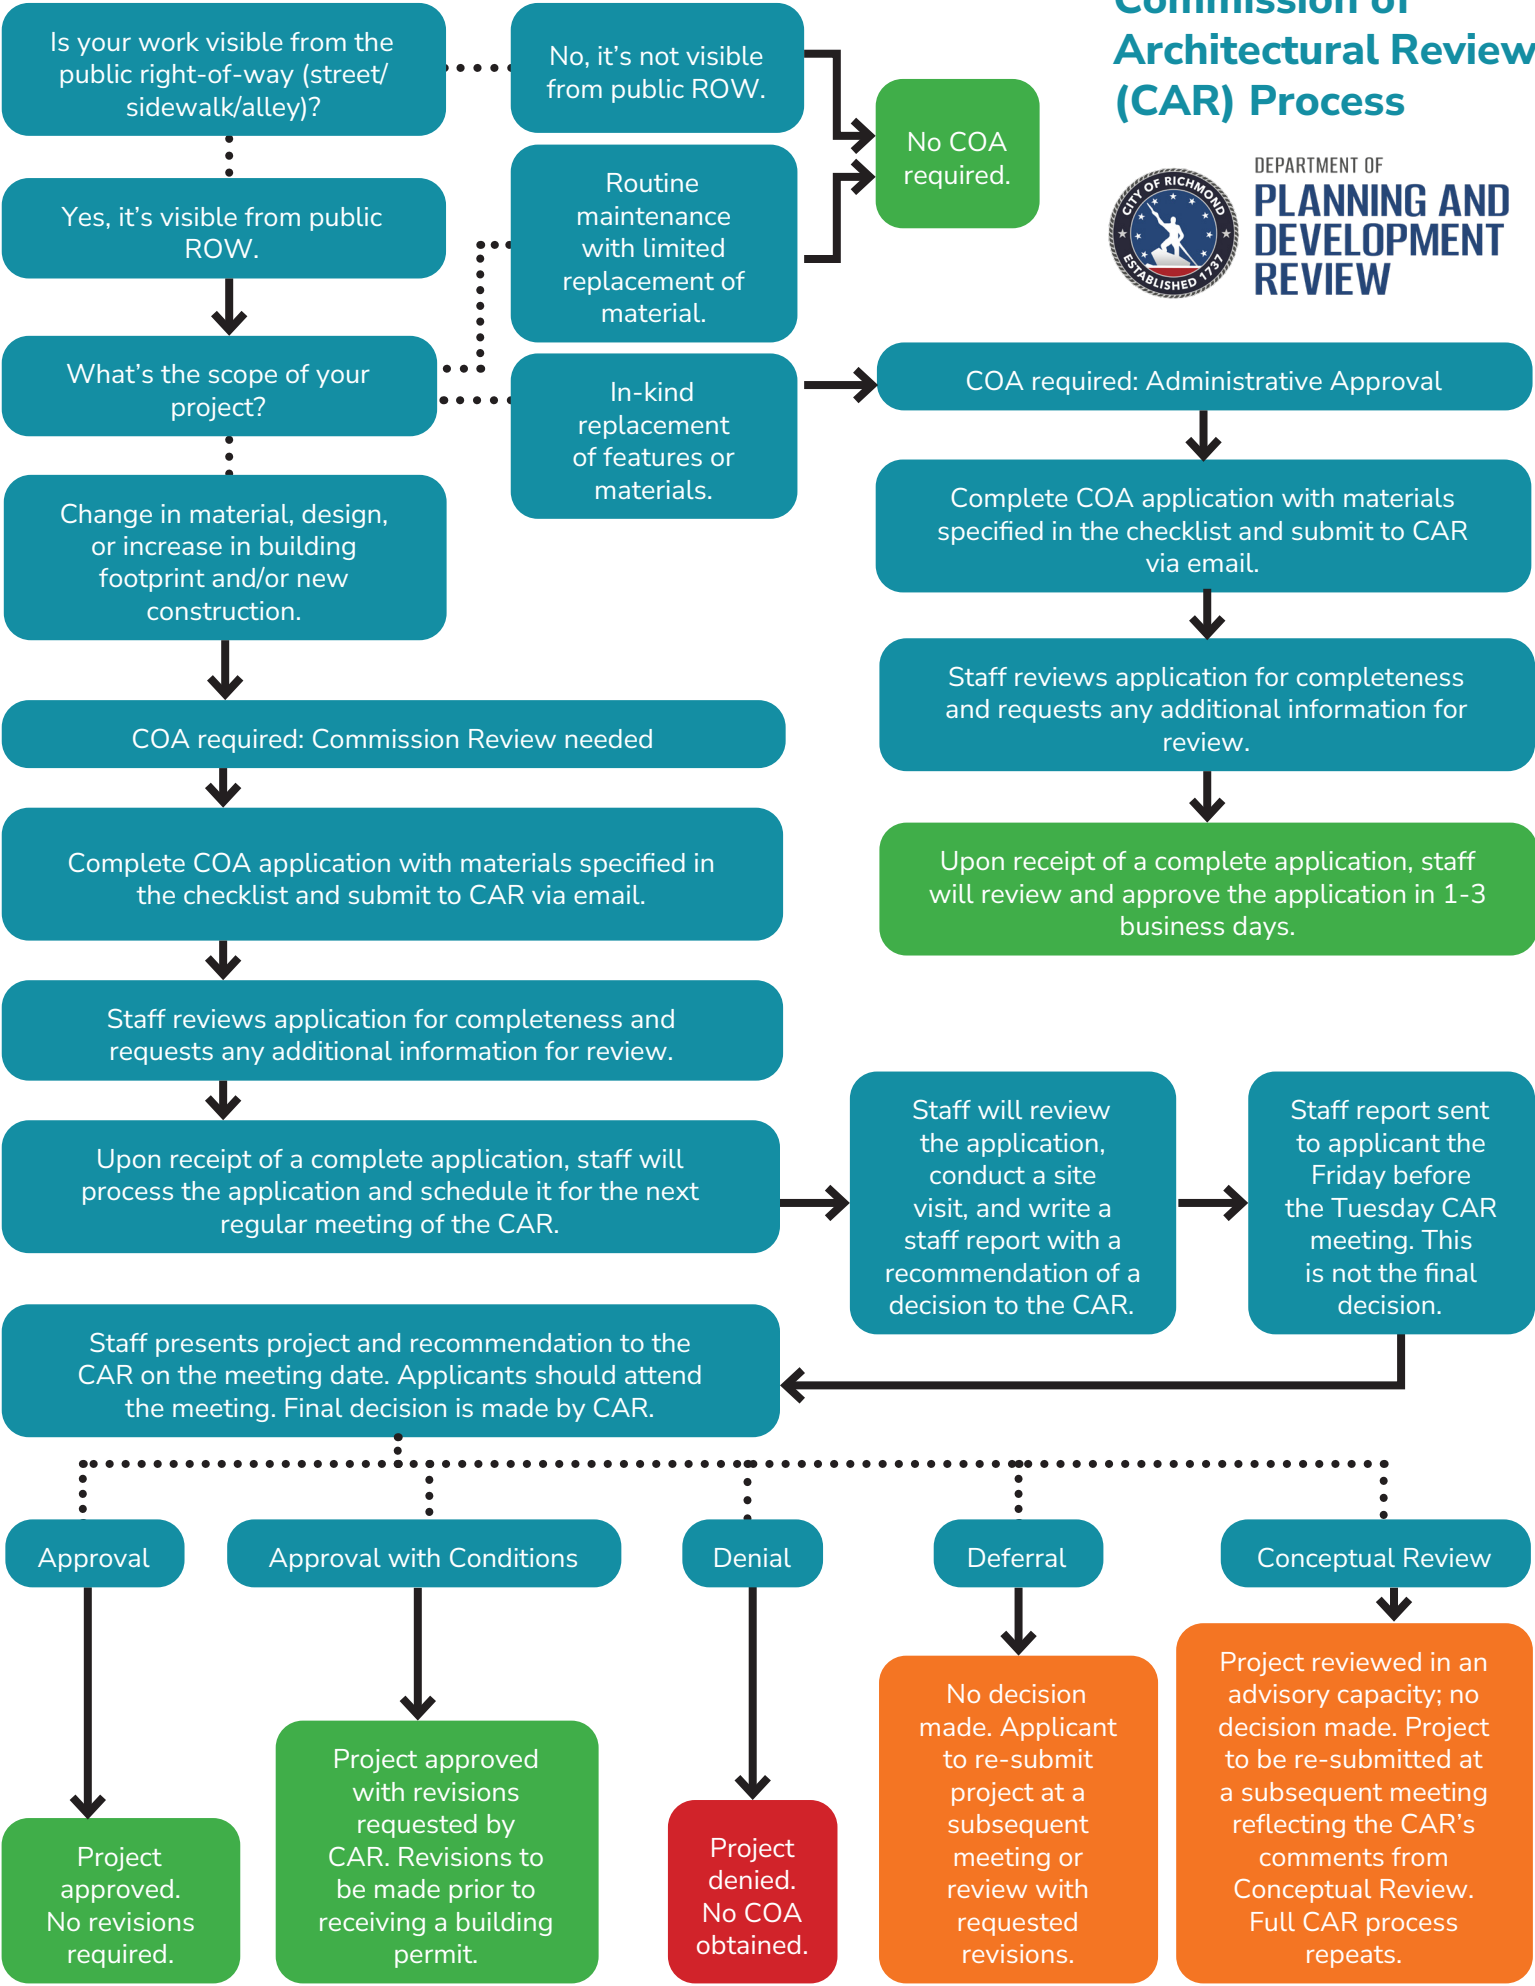 Commission of
Architectural Review
(CAR) Process
DEPARTMENT OF
PLANNING AND
DEVELOPMENT
REVIEW
CITY OF RICHMOND
ESTABLISHED 1737
Is your work visible from the
public right-of-way (street/
sidewalk/alley)?
No, it’s not visible
from public ROW.
No COA
required.
Yes, it’s visible from public
ROW.
Routine
maintenance
with limited
replacement of
material.
What’s the scope of your
project?
In-kind
replacement
of features or
materials.
COA required: Administrative Approval
Complete COA application with materials
specified in the checklist and submit to CAR
via email.
Staff reviews application for completeness
and requests any additional information for
review.
Upon receipt of a complete application, staff
will review and approve the application in 1-3
business days.
Change in material, design,
or increase in building
footprint and/or new
construction.
COA required: Commission Review needed
Complete COA application with materials specified in
the checklist and submit to CAR via email.
Staff reviews application for completeness and
requests any additional information for review.
Upon receipt of a complete application, staff will
process the application and schedule it for the next
regular meeting of the CAR.
Staff will review
the application,
conduct a site
visit, and write a
staff report with a
recommendation of a
decision to the CAR.
Staff report sent
to applicant the
Friday before
the Tuesday CAR
meeting. This
is not the final
decision.
Staff presents project and recommendation to the
CAR on the meeting date. Applicants should attend
the meeting. Final decision is made by CAR.
Approval
Approval with Conditions
Denial
Deferral
Conceptual Review
Project
approved.
No revisions
required.
Project approved
with revisions
requested by
CAR. Revisions to
be made prior to
receiving a building
permit.
Project
denied.
No COA
obtained.
No decision
made. Applicant
to re-submit
project at a
subsequent
meeting or
review with
requested
revisions.
Project reviewed in an
advisory capacity; no
decision made. Project
to be re-submitted at
a subsequent meeting
reflecting the CAR’s
comments from
Conceptual Review.
Full CAR process
repeats.